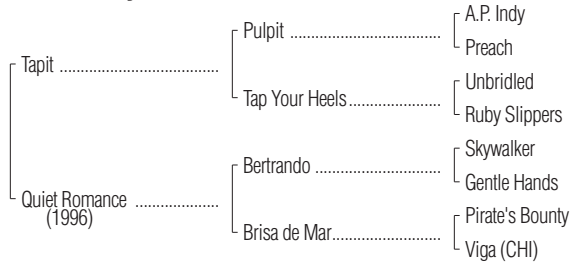 A.P. Indy
Pulpit
Preach
Tapit
Unbridled
Tap Your Heels
Ruby Slippers
Skywalker
Bertrando
Gentle Hands
Quiet Romance
(1996)
Pirate's Bounty
Brisa de Mar
Viga (CHI)